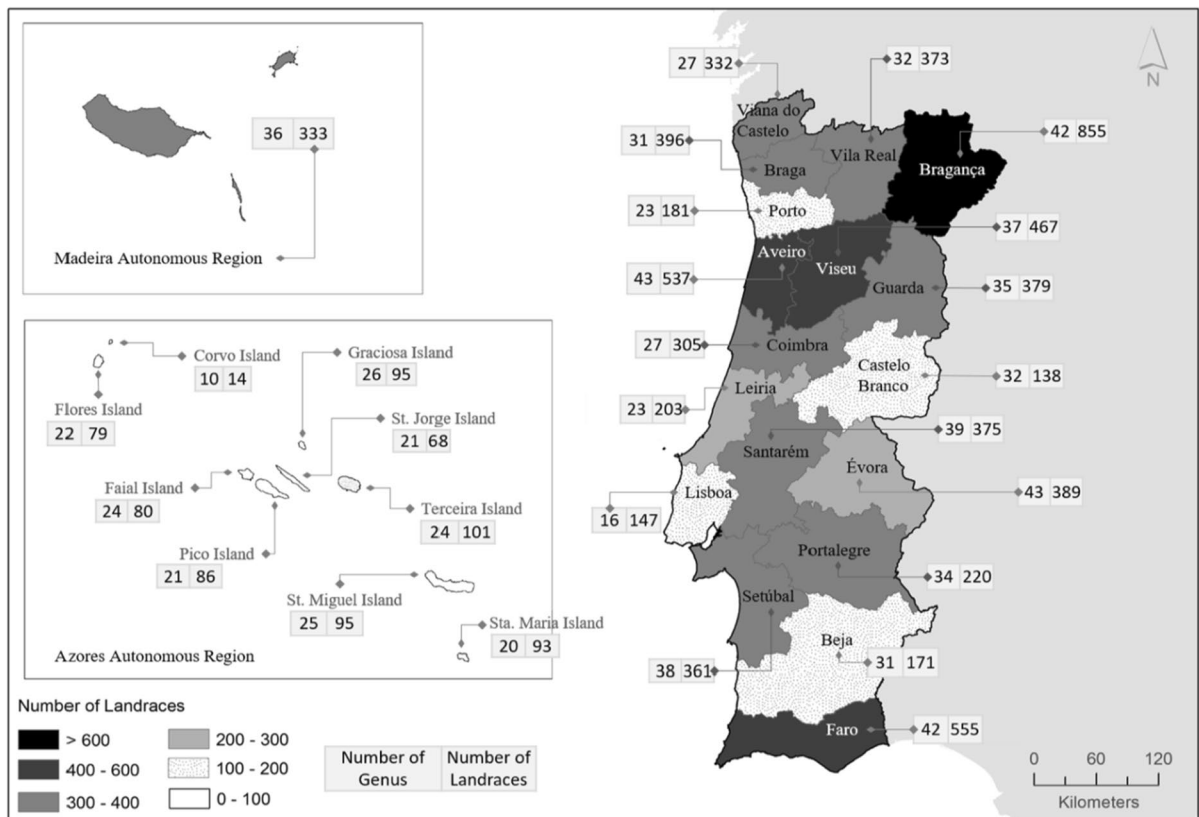 36 333
Madeira Autonomous Region
Corvo Island
10 14
Graciosa Island
26 95
Flores Island
22 79
St. Jorge Island
21 68
Faial Island
24 80
Terceira Island
24 101
Pico Island
21 86
St. Miguel Island
25 95
Sta. Maria Island
20 93
Azores Autonomous Region
27 332
32 373
N
Viana do
Castelo
42 855
31 396
Vila Real
Braga
Bragança
23 181
Porto
37 467
Aveiro
Viseu
43 537
Guarda
35 379
27 305
Coimbra
Castelo
Branco
32 138
Leiria
23 203
39 375
Santarém
Évora
Lisboa
43 389
16 147
Portalegre
34 220
Setúbal
Beja
31 171
38 361
Faro
42 555
Number of Landraces
> 600
400 - 600
300 - 400
200 - 300
100 - 200
0 - 100
Number of
Genus
Number of
Landraces
0 60 120
Kilometers